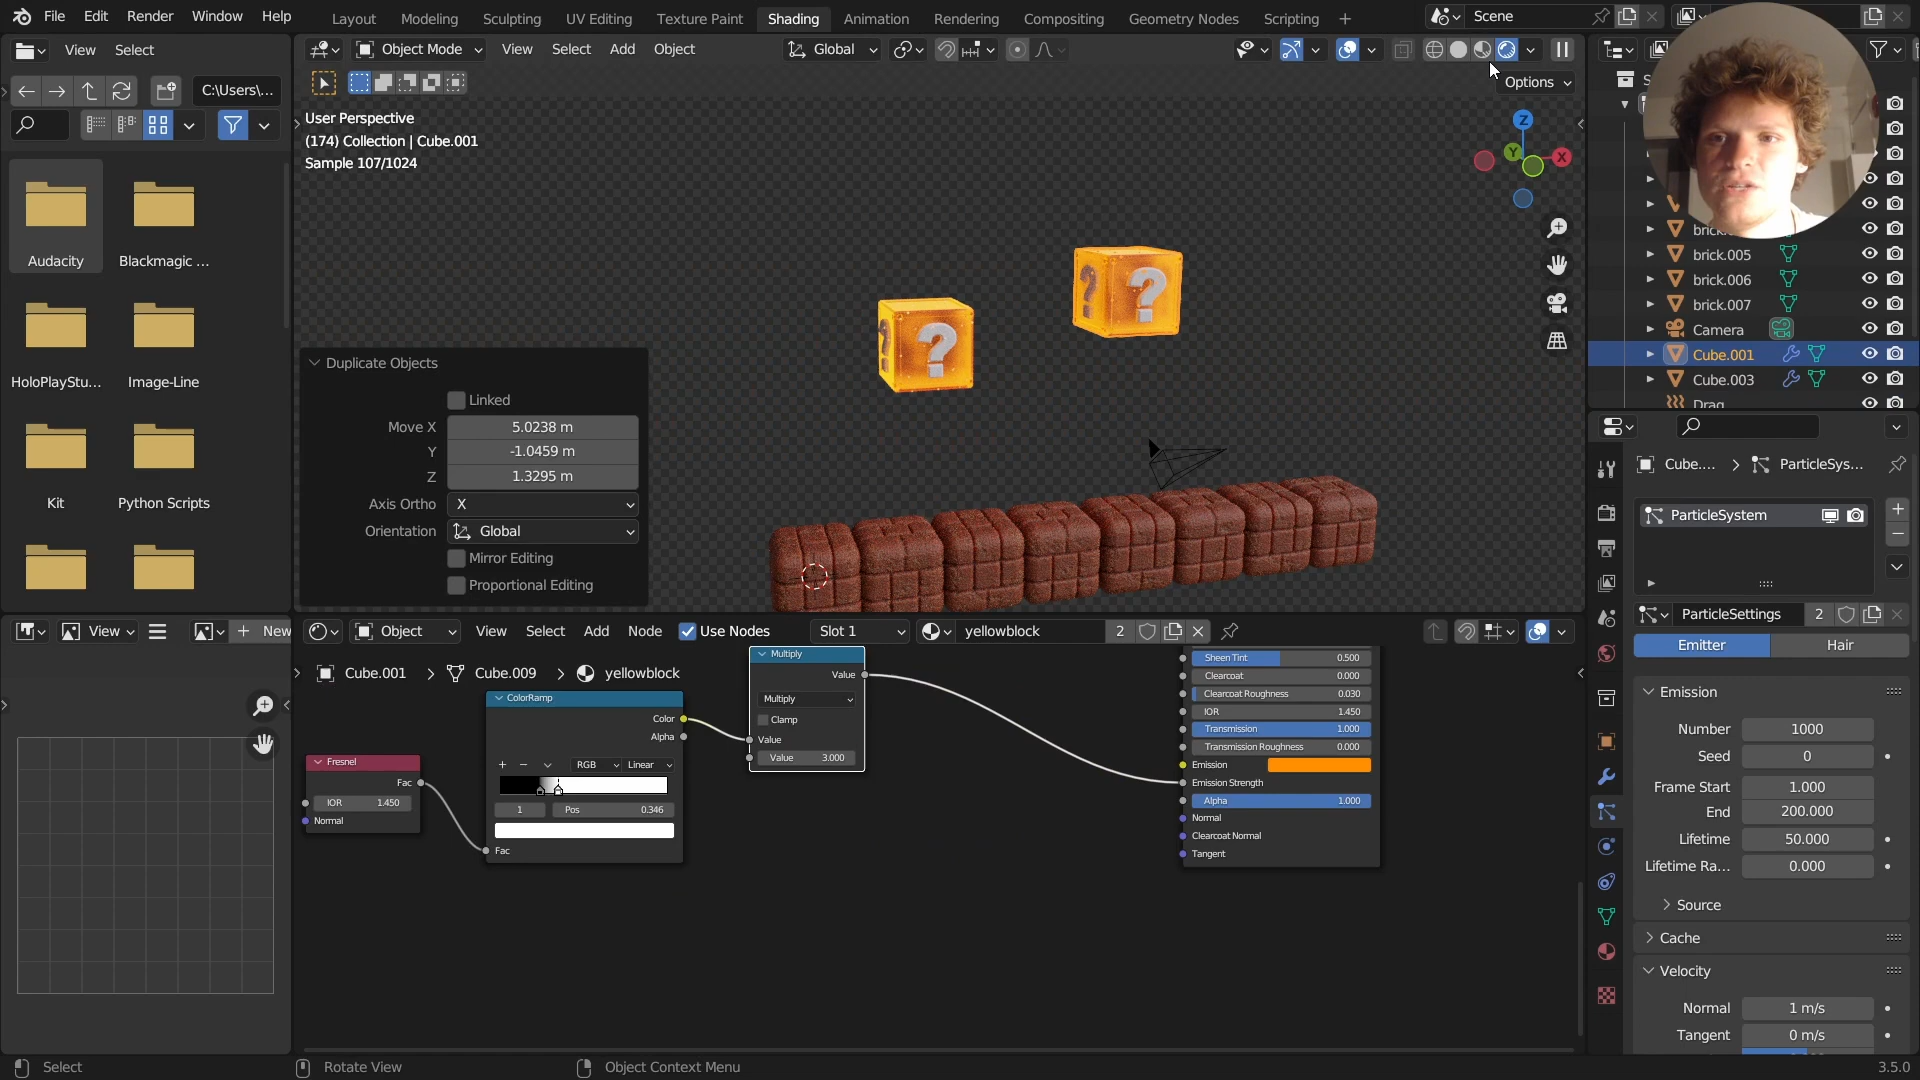 File Edit Render Window Help
Layout Modeling Sculpting UV Editing Texture Paint Shading Animation Rendering Compositing Geometry Nodes Scripting +
Scene
View Select
Object Mode View Select Add Object
Global
C:\Users\...
Options
User Perspective
(174) Collection | Cube.001
Sample 107/1024
Z
Y
X
Audacity
Blackmagic ...
HoloPlayStu...
Image-Line
Kit
Python Scripts
Duplicate Objects
Linked
Move X 5.0238 m
Y -1.0459 m
Z 1.3295 m
Axis Ortho X
Orientation Global
Mirror Editing
Proportional Editing
? ?
? ?
brick.005
brick.006
brick.007
Camera
Cube.001
Cube.003
Drag
Cube.... > ParticleSys...
ParticleSystem
ParticleSettings 2
Emitter Hair
Emission
Number 1000
Seed 0
Frame Start 1.000
End 200.000
Lifetime 50.000
Lifetime Ra... 0.000
Source
Cache
Velocity
Normal 1 m/s
Tangent 0 m/s
View + New
Object View Select Add Node Use Nodes Slot 1 yellowblock 2
Cube.001 > Cube.009 > yellowblock
Fresnel
Fac
IOR 1.450
Normal
ColorRamp
Color
Alpha
+ − RGB Linear
1 Pos 0.346
Fac
Multiply
Value
Multiply
Clamp
Value
Value 3.000
Sheen Tint 0.500
Clearcoat 0.000
Clearcoat Roughness 0.030
IOR 1.450
Transmission 1.000
Transmission Roughness 0.000
Emission
Emission Strength
Alpha 1.000
Normal
Clearcoat Normal
Tangent
Select Rotate View Object Context Menu 3.5.0